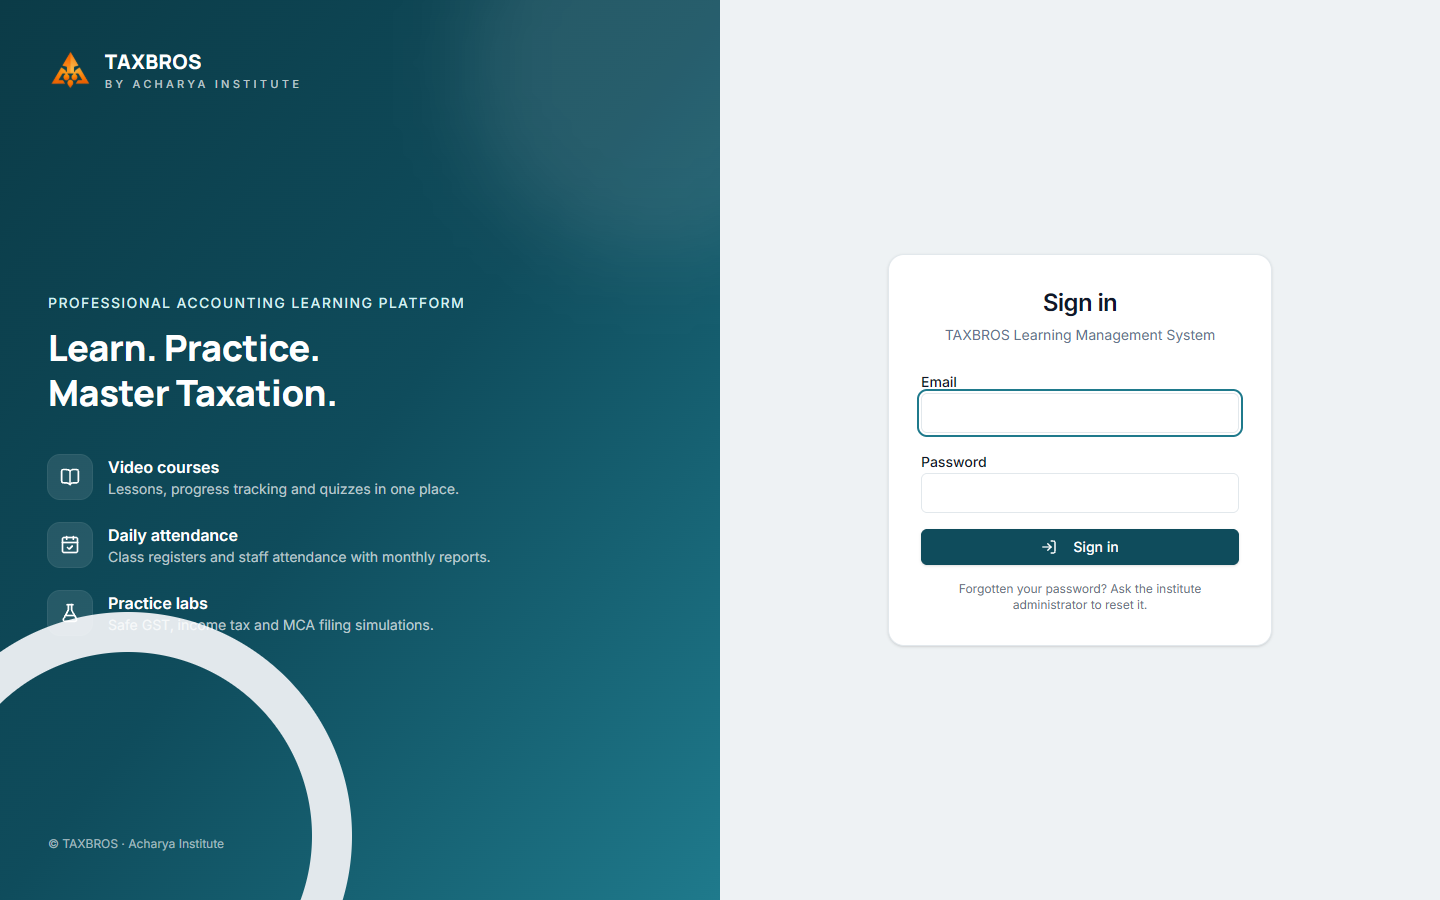 TAXBROS
BY ACHARYA INSTITUTE
PROFESSIONAL ACCOUNTING LEARNING PLATFORM
Learn. Practice.
Master Taxation.
Video courses
Lessons, progress tracking and quizzes in one place.
Daily attendance
Class registers and staff attendance with monthly reports.
Practice labs
Safe GST, income tax and MCA filing simulations.
© TAXBROS · Acharya Institute
Sign in
TAXBROS Learning Management System
Email
Password
Sign in
Forgotten your password? Ask the institute
administrator to reset it.